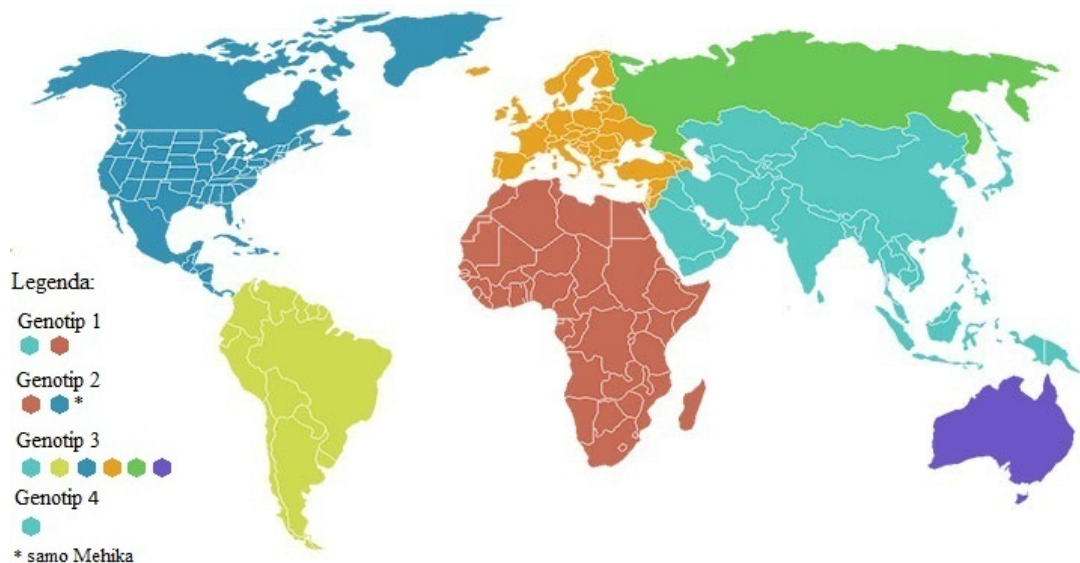 Legenda:
Genotip 1
Genotip 2
*
Genotip 3
Genotip 4
* samo Mehika